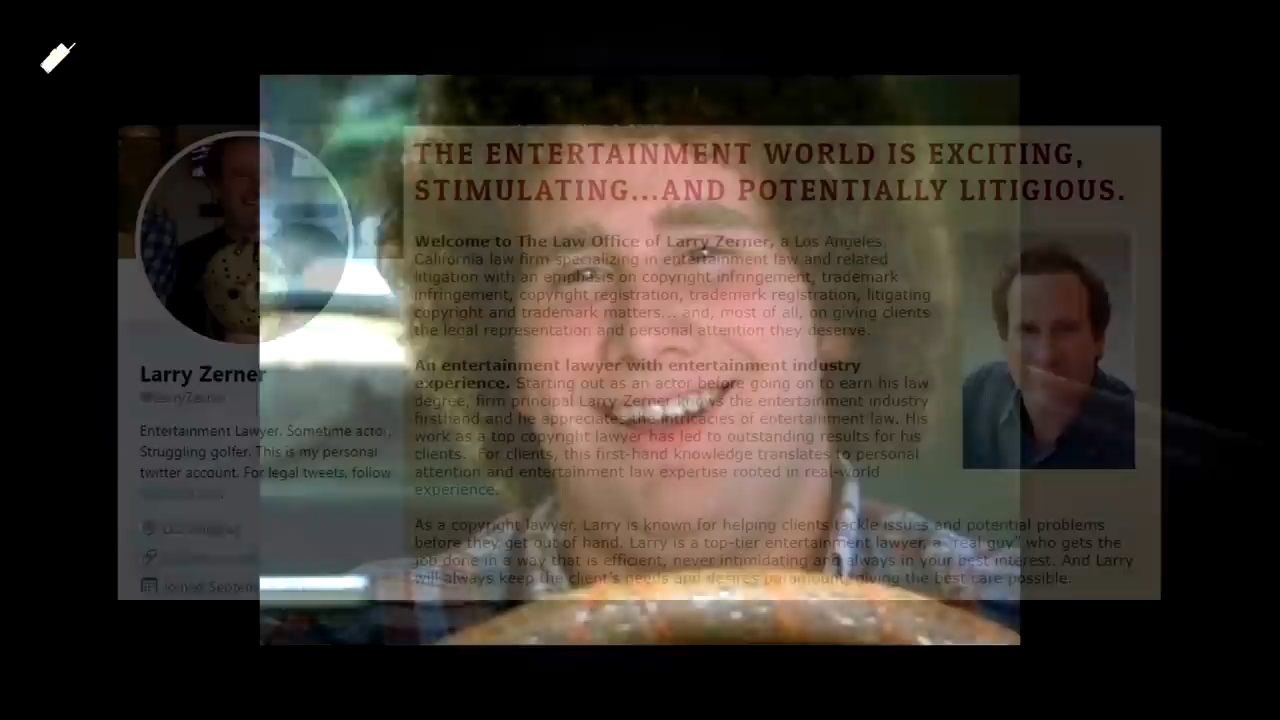 THE ENTERTAINMENT WORLD IS EXCITING,
STIMULATING...AND POTENTIALLY LITIGIOUS.
Welcome to The Law Office of Larry Zerner, a Los Angeles,
California law firm specializing in entertainment law and related
litigation with an emphasis on copyright infringement, trademark
infringement, copyright registration, trademark registration, litigating
copyright and trademark matters... and, most of all, on giving clients
the legal representation and personal attention they deserve.
An entertainment lawyer with entertainment industry
experience. Starting out as an actor before going on to earn his law
degree, firm principal Larry Zerner knows the entertainment industry
firsthand and he appreciates the intricacies of entertainment law. His
work as a top copyright lawyer has led to outstanding results for his
clients. For clients, this first-hand knowledge translates to personal
attention and entertainment law expertise rooted in real-world
experience.
As a copyright lawyer, Larry is known for helping clients tackle issues and potential problems
before they get out of hand. Larry is a top-tier entertainment lawyer, a "real guy" who gets the
job done in a way that is efficient, never intimidating and always in your best interest. And Larry
will always keep the client's needs and desires paramount giving the best care possible.
Larry Zerner
@LarryZerner
Entertainment Lawyer. Sometime actor.
Struggling golfer. This is my personal
twitter account. For legal tweets, follow
Los Angeles
Joined Septem